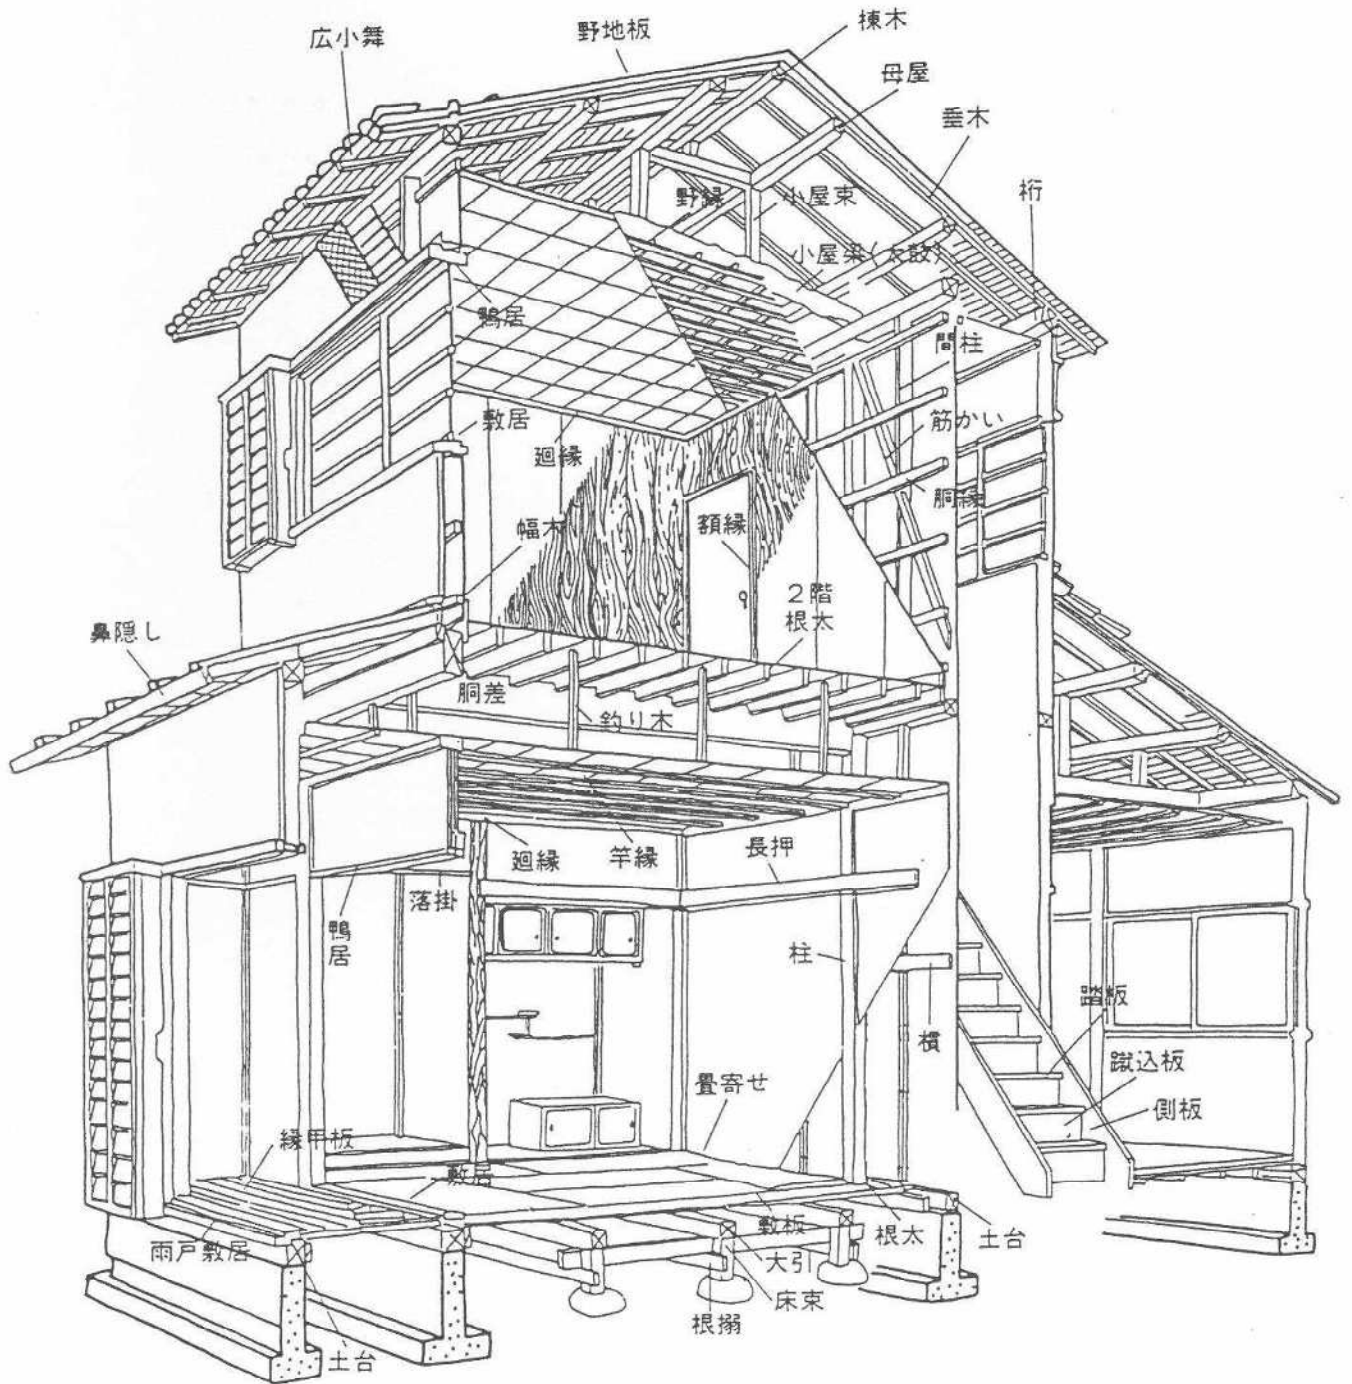 広小舞
野地板
棟木
母屋
垂木
桁
野縁
小屋束
小屋梁(太鼓)
鴨居
間柱
敷居
廻縁
筋かい
胴縁
幅木
額縁
2階
根太
鼻隠し
胴差
釣り木
廻縁
竿縁
長押
落掛
鴨
居
柱
踏板
蹴込板
側板
畳寄せ
縁甲板
敷居
雨戸敷居
敷板
根太
土台
大引
床束
根搦
土台